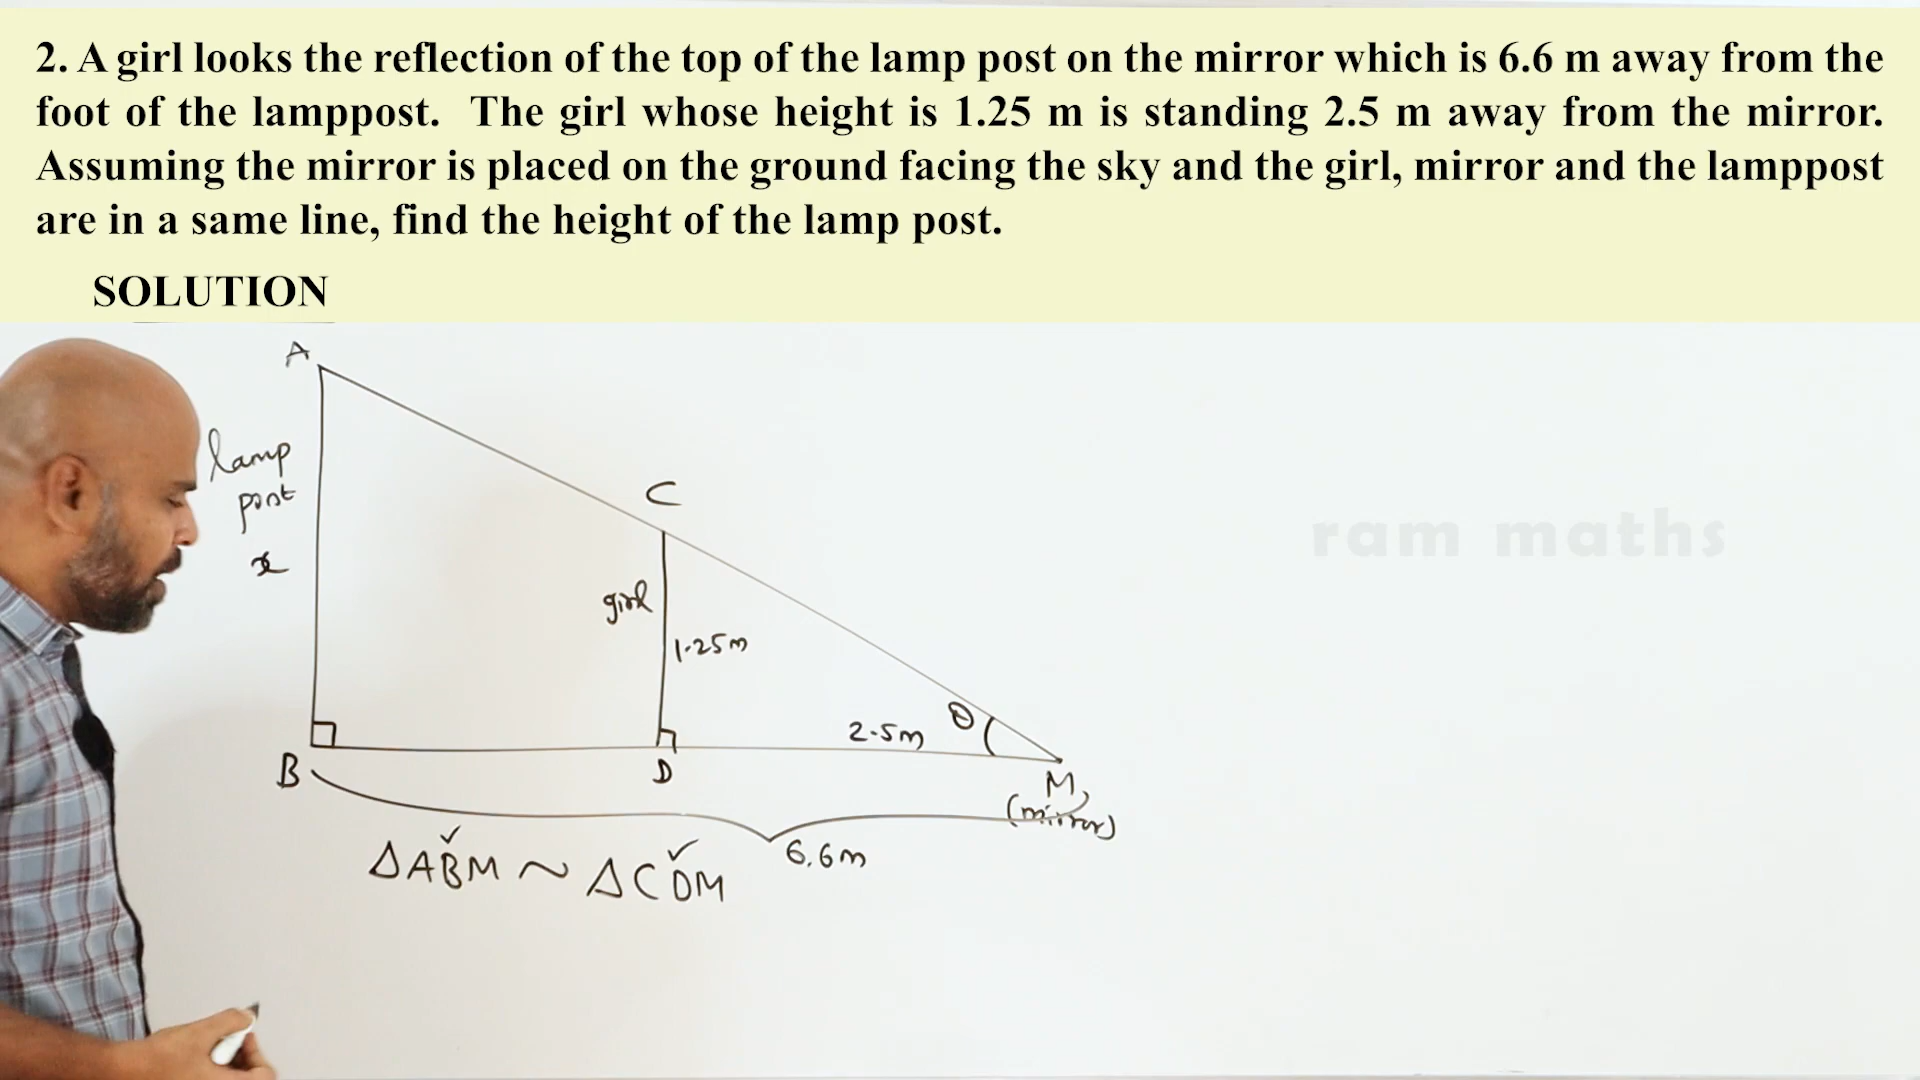 2. A girl looks the reflection of the top of the lamp post on the mirror which is 6.6 m away from the
foot of the lamppost. The girl whose height is 1.25 m is standing 2.5 m away from the mirror.
Assuming the mirror is placed on the ground facing the sky and the girl, mirror and the lamppost
are in a same line, find the height of the lamp post.
SOLUTION
A
lamp
post
x
C
girl
1.25m
ram maths
θ
2.5m
B
D
M
(mirror)
6.6m
ΔABM ~ ΔCDM